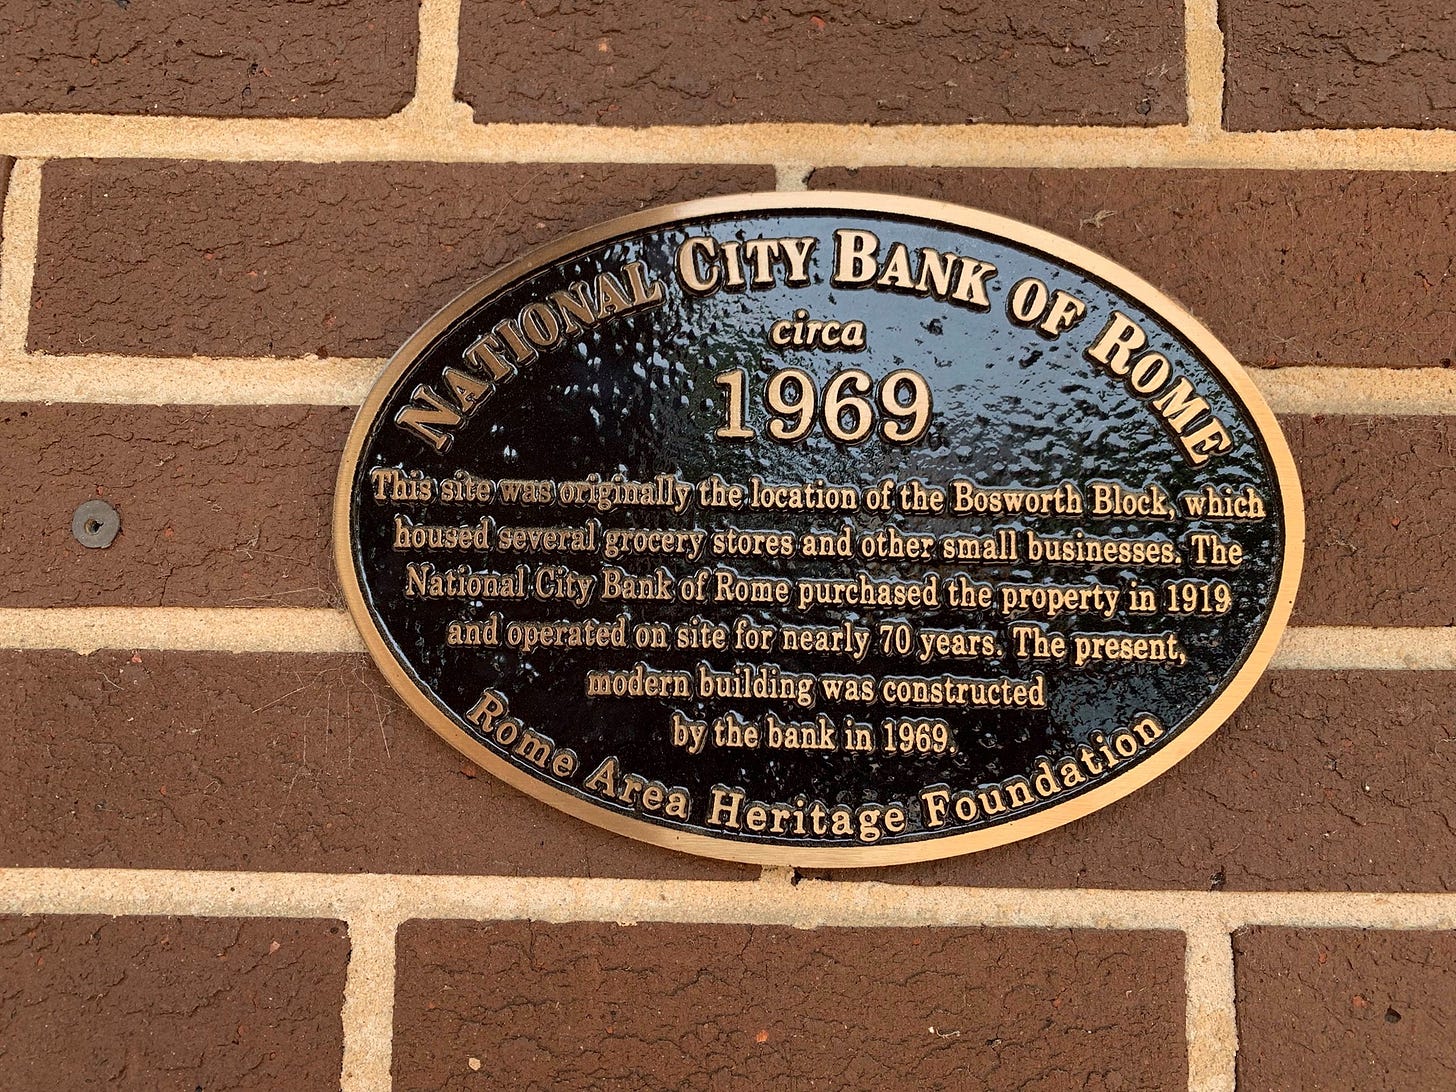 National City Bank of Rome
circa
1969
This site was originally the location of the Bosworth Block, which
housed several grocery stores and other small businesses. The
National City Bank of Rome purchased the property in 1919
and operated on site for nearly 70 years. The present,
modern building was constructed
by the bank in 1969.
Rome Area Heritage Foundation